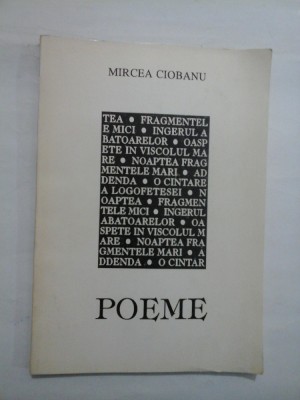 MIRCEA CIOBANU
TEA • FRAGMENTEL
E MICI • INGERUL A
BATOARELOR • OASP
ETE IN VISCOLUL MA
RE • NOAPTEA FRAG
MENTELE MARI • AD
DENDA • O CINTARE
A LOGOFETESEI • N
OAPTEA • FRAGMEN
TELE MICI • INGERUL
ABATOARELOR • OA
SPETE IN VISCOLUL M
ARE • NOAPTEA FRA
GMENTELE MARI • A
DDENDA • O CINTAR
POEME